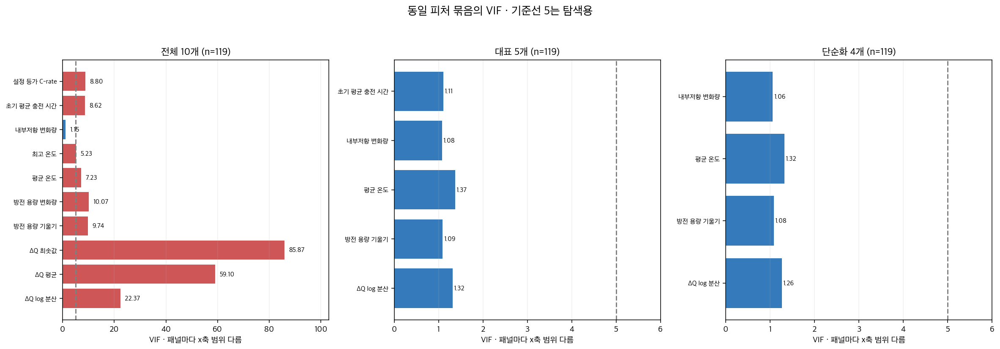 동일 피처 묶음의 VIF · 기준선 5는 탐색용
전체 10개 (n=119)
설정 등가 C-rate
8.80
초기 평균 충전 시간
8.62
내부저항 변화량
1.15
최고 온도
5.23
평균 온도
7.23
방전 용량 변화량
10.07
방전 용량 기울기
9.74
ΔQ 최솟값
85.87
ΔQ 평균
59.10
ΔQ log 분산
22.37
0 20 40 60 80 100
VIF · 패널마다 x축 범위 다름
대표 5개 (n=119)
초기 평균 충전 시간
1.11
내부저항 변화량
1.08
평균 온도
1.37
방전 용량 기울기
1.09
ΔQ log 분산
1.32
0 1 2 3 4 5 6
VIF · 패널마다 x축 범위 다름
단순화 4개 (n=119)
내부저항 변화량
1.06
평균 온도
1.32
방전 용량 기울기
1.08
ΔQ log 분산
1.26
0 1 2 3 4 5 6
VIF · 패널마다 x축 범위 다름